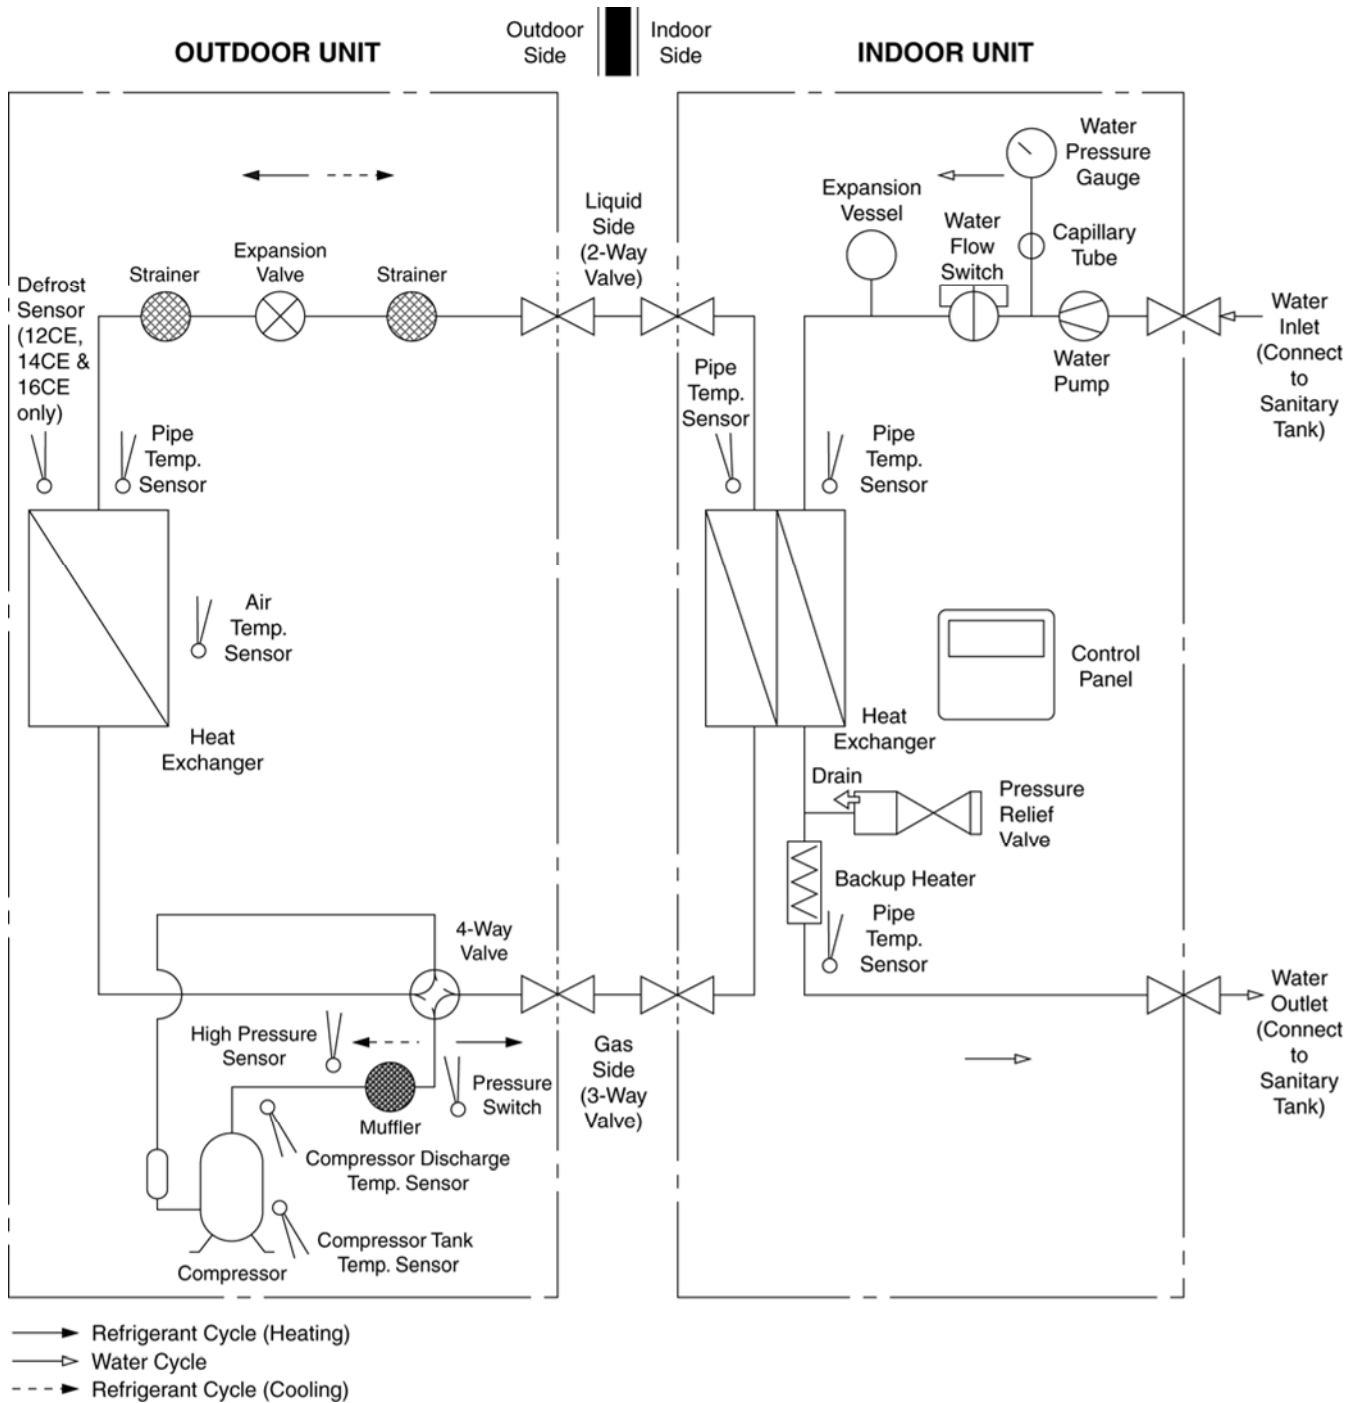 OUTDOOR UNIT
Outdoor
Side
Indoor
Side
INDOOR UNIT
Water
Pressure
Gauge
Expansion
Vessel
Water
Flow
Switch
Capillary
Tube
Liquid
Side
(2-Way
Valve)
Defrost
Sensor
(12CE,
14CE &
16CE
only)
Strainer
Expansion
Valve
Strainer
Water
Inlet
(Connect
to
Sanitary
Tank)
Water
Pump
Pipe
Temp.
Sensor
Pipe
Temp.
Sensor
Pipe
Temp.
Sensor
Air
Temp.
Sensor
Control
Panel
Heat
Exchanger
Heat
Exchanger
Drain
Pressure
Relief
Valve
Backup Heater
Pipe
Temp.
Sensor
4-Way
Valve
Water
Outlet
(Connect
to
Sanitary
Tank)
High Pressure
Sensor
Gas
Side
(3-Way
Valve)
Pressure
Switch
Muffler
Compressor Discharge
Temp. Sensor
Compressor Tank
Temp. Sensor
Compressor
Refrigerant Cycle (Heating)
Water Cycle
Refrigerant Cycle (Cooling)